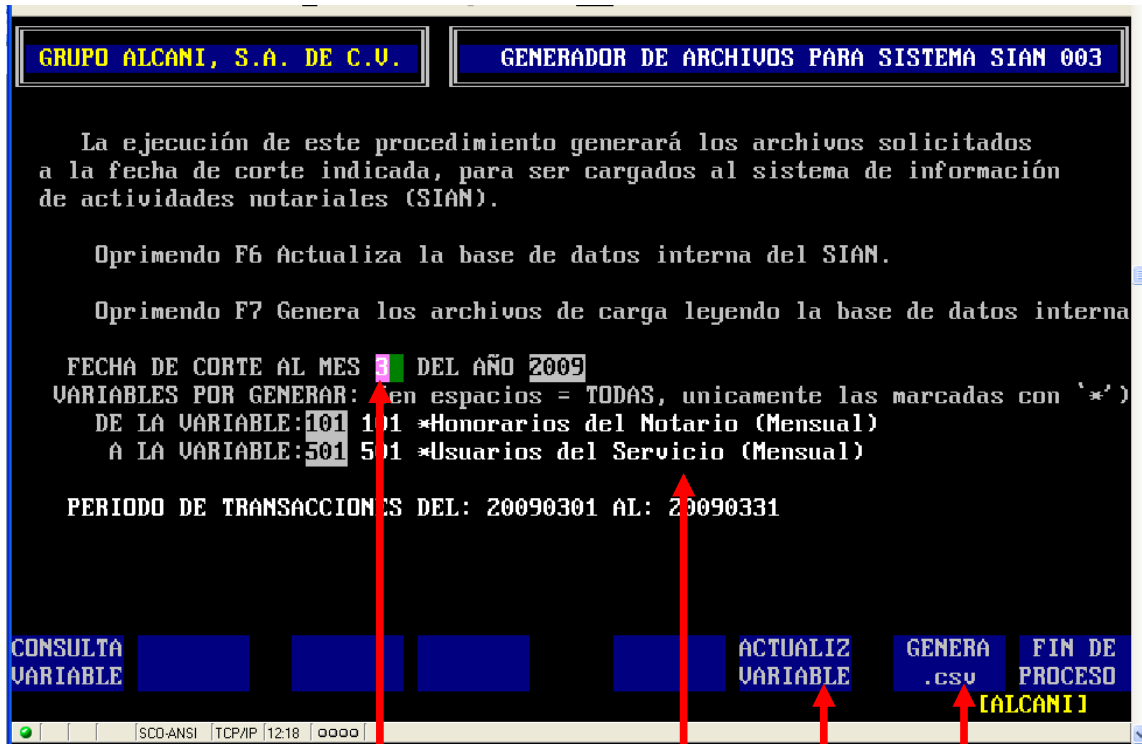 GRUPO ALCANI, S.A. DE C.V.
GENERADOR DE ARCHIVOS PARA SISTEMA SIAN 003
La ejecución de este procedimiento generará los archivos solicitados
a la fecha de corte indicada, para ser cargados al sistema de información
de actividades notariales (SIAN).
Oprimendo F6 Actualiza la base de datos interna del SIAN.
Oprimendo F7 Genera los archivos de carga leyendo la base de datos interna
FECHA DE CORTE AL MES 3 DEL AÑO 2009
VARIABLES POR GENERAR: (en espacios = TODAS, unicamente las marcadas con `*´)
DE LA VARIABLE:101 101 *Honorarios del Notario (Mensual)
A LA VARIABLE:501 501 *Usuarios del Servicio (Mensual)
PERIODO DE TRANSACCIONES DEL: 20090301 AL: 20090331
CONSULTA ACTUALIZ GENERA FIN DE
VARIABLE VARIABLE .csv PROCESO
[ALCANI]
SCO-ANSI TCP/IP 12:18